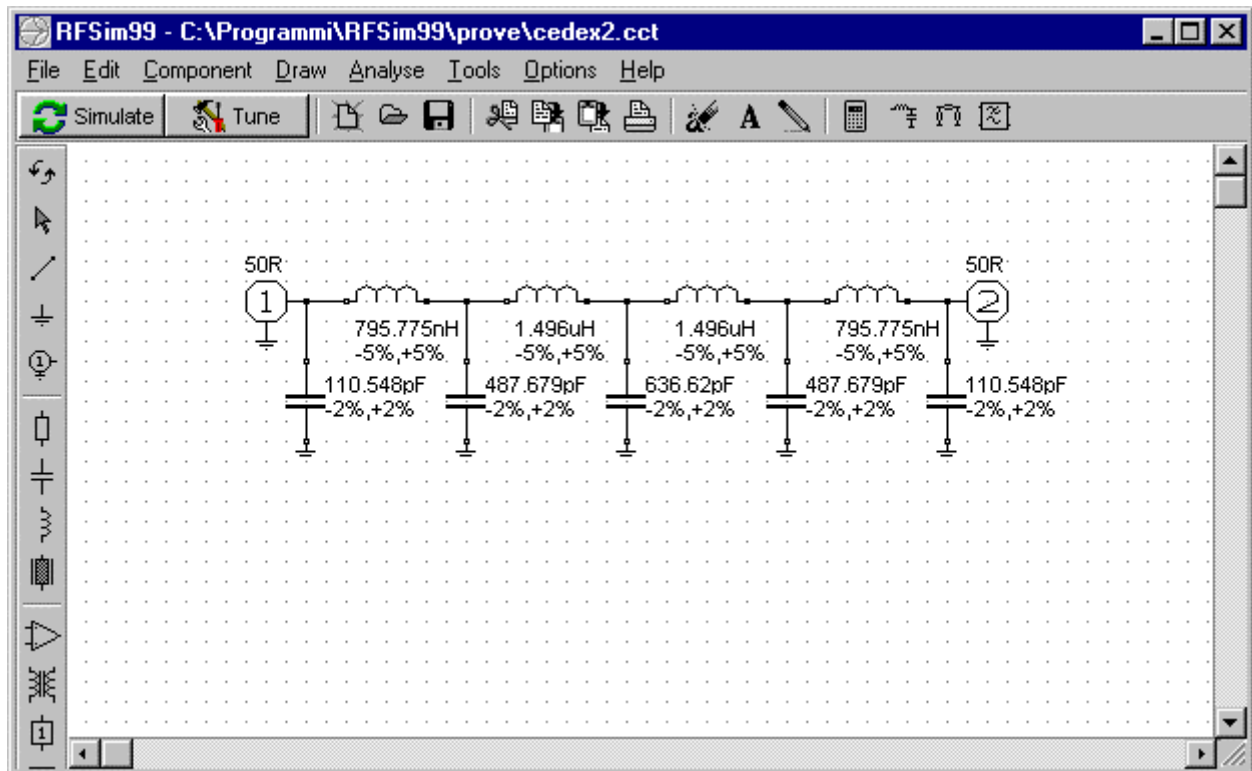 RFSim99 - C:\Programmi\RFSim99\prove\cedex2.cct
File Edit Component Draw Analyse Tools Options Help
Simulate Tune A
50R 50R
1 2
795.775nH 1.496uH 1.496uH 795.775nH
-5%,+5% -5%,+5% -5%,+5% -5%,+5%
110.548pF 487.679pF 636.62pF 487.679pF 110.548pF
-2%,+2% -2%,+2% -2%,+2% -2%,+2% -2%,+2%
1
1